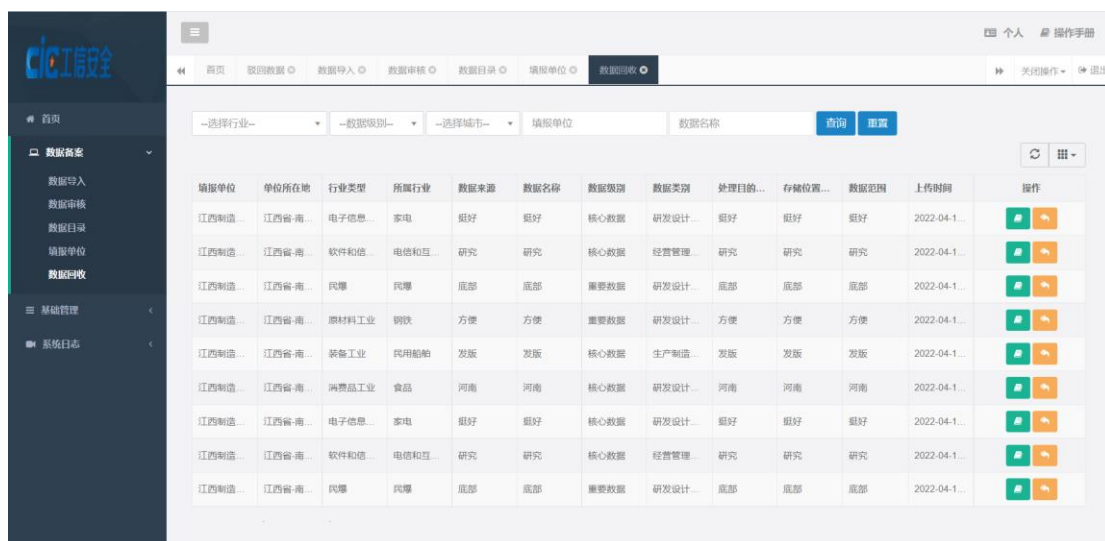 cic工信安全
个人 操作手册
首页 驳回数据 数据导入 数据审核 数据目录 填报单位 数据回收 关闭操作 退出
首页
数据备案
数据导入
数据审核
数据目录
填报单位
数据回收
基础管理
系统日志
--选择行业-- --数据级别-- --选择城市-- 填报单位 数据名称 查询 重置
填报单位 单位所在地 行业类型 所属行业 数据来源 数据名称 数据级别 数据类别 处理目的... 存储位置... 数据范围 上传时间 操作
江西制造... 江西省-南... 电子信息... 家电 挺好 挺好 核心数据 研发设计... 挺好 挺好 挺好 2022-04-1...
江西制造... 江西省-南... 软件和信... 电信和互... 研究 研究 核心数据 经营管理... 研究 研究 研究 2022-04-1...
江西制造... 江西省-南... 民爆 民爆 底部 底部 重要数据 研发设计... 底部 底部 底部 2022-04-1...
江西制造... 江西省-南... 原材料工业 钢铁 方便 方便 重要数据 研发设计... 方便 方便 方便 2022-04-1...
江西制造... 江西省-南... 装备工业 民用船舶 发版 发版 核心数据 生产制造... 发版 发版 发版 2022-04-1...
江西制造... 江西省-南... 消费品工业 食品 河南 河南 核心数据 研发设计... 河南 河南 河南 2022-04-1...
江西制造... 江西省-南... 电子信息... 家电 挺好 挺好 核心数据 研发设计... 挺好 挺好 挺好 2022-04-1...
江西制造... 江西省-南... 软件和信... 电信和互... 研究 研究 核心数据 经营管理... 研究 研究 研究 2022-04-1...
江西制造... 江西省-南... 民爆 民爆 底部 底部 重要数据 研发设计... 底部 底部 底部 2022-04-1...